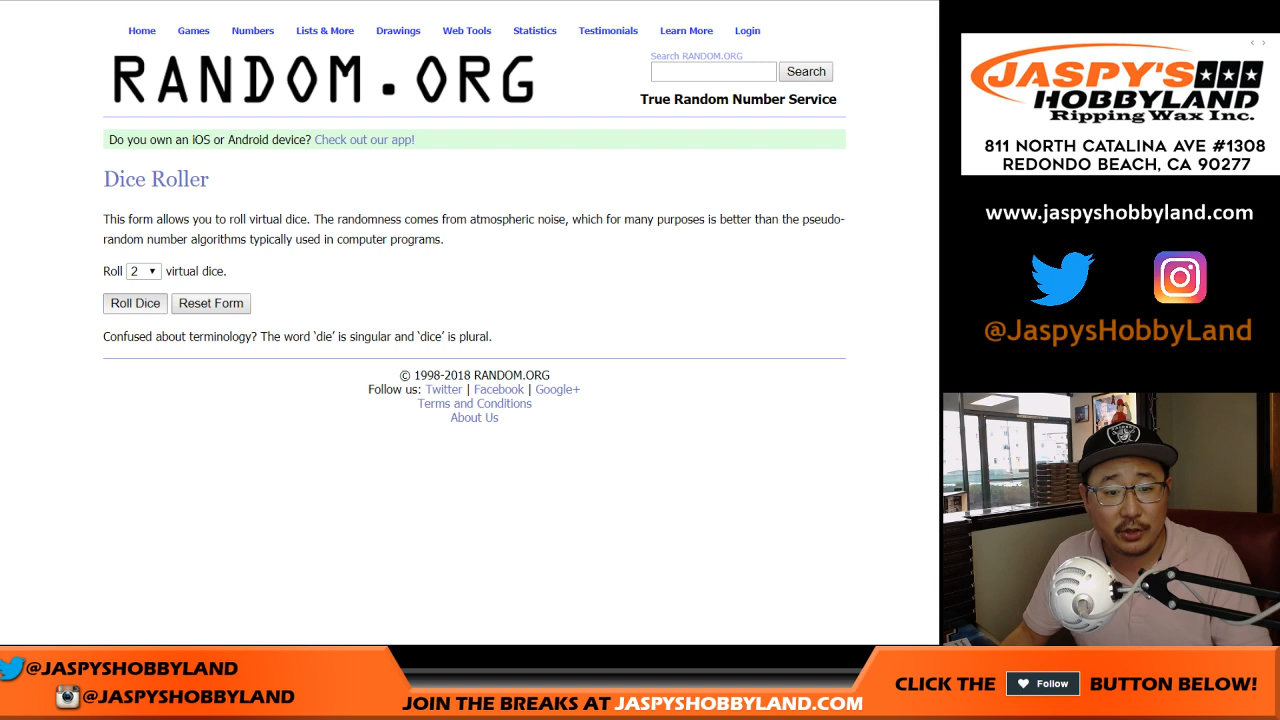 Home Games Numbers Lists & More Drawings Web Tools Statistics Testimonials Learn More Login
RANDOM.ORG
Search RANDOM.ORG
Search
True Random Number Service
Do you own an iOS or Android device? Check out our app!
Dice Roller
This form allows you to roll virtual dice. The randomness comes from atmospheric noise, which for many purposes is better than the pseudo-
random number algorithms typically used in computer programs.
Roll 2 virtual dice.
Roll Dice Reset Form
Confused about terminology? The word ‘die’ is singular and ‘dice’ is plural.
© 1998-2018 RANDOM.ORG
Follow us: Twitter | Facebook | Google+
Terms and Conditions
About Us
JASPY'S
HOBBYLAND
Ripping Wax Inc.
811 NORTH CATALINA AVE #1308
REDONDO BEACH, CA 90277
www.jaspyshobbyland.com
@JaspysHobbyLand
@JASPYSHOBBYLAND
@JASPYSHOBBYLAND
JOIN THE BREAKS AT JASPYSHOBBYLAND.COM
CLICK THE Follow BUTTON BELOW!